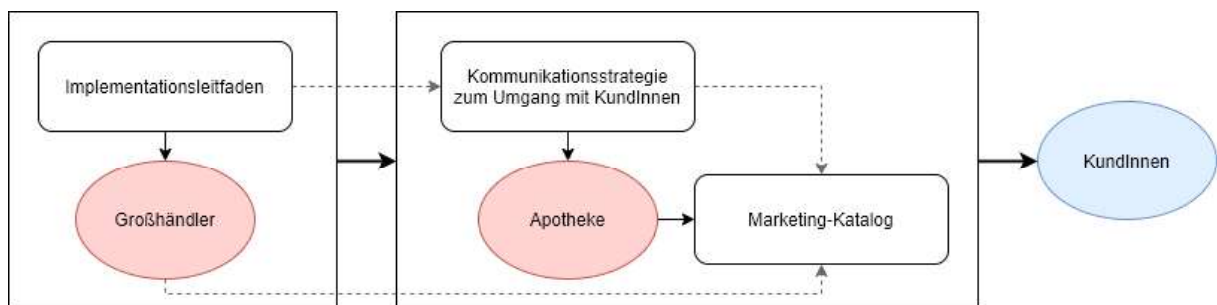 Implementationsleitfaden
Großhändler
Kommunikationsstrategie
zum Umgang mit KundInnen
Apotheke
Marketing-Katalog
KundInnen